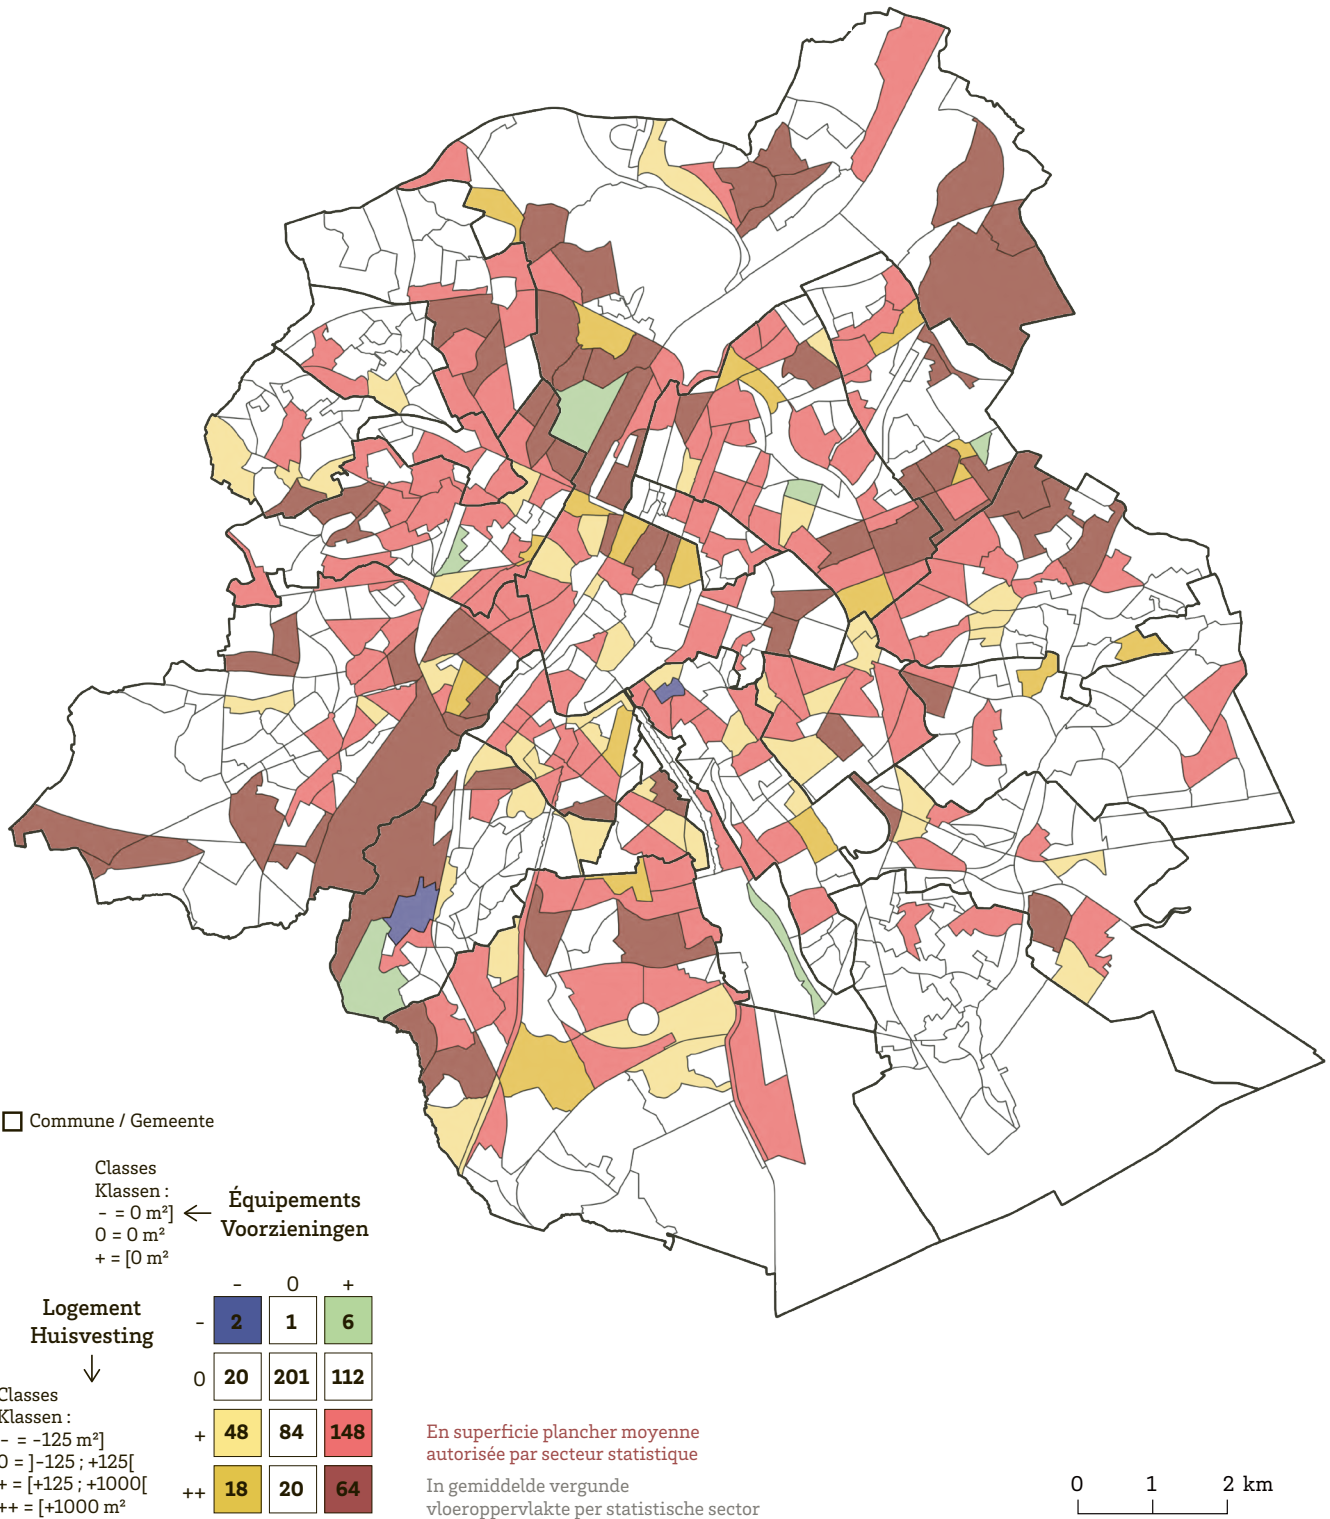 Commune / Gemeente
Classes
Klassen :
- = 0 m²]
0 = 0 m²
+ = [0 m²
Équipements
Voorzieningen
- 0 +
Logement
Huisvesting
- 2 1 6
0 20 201 112
+ 48 84 148
++ 18 20 64
Classes
Klassen :
- = -125 m²]
0 = ]-125 ; +125[
+ = [+125 ; +1000[
++ = [+1000 m²
En superficie plancher moyenne
autorisée par secteur statistique
In gemiddelde vergunde
vloeroppervlakte per statistische sector
0 1 2 km